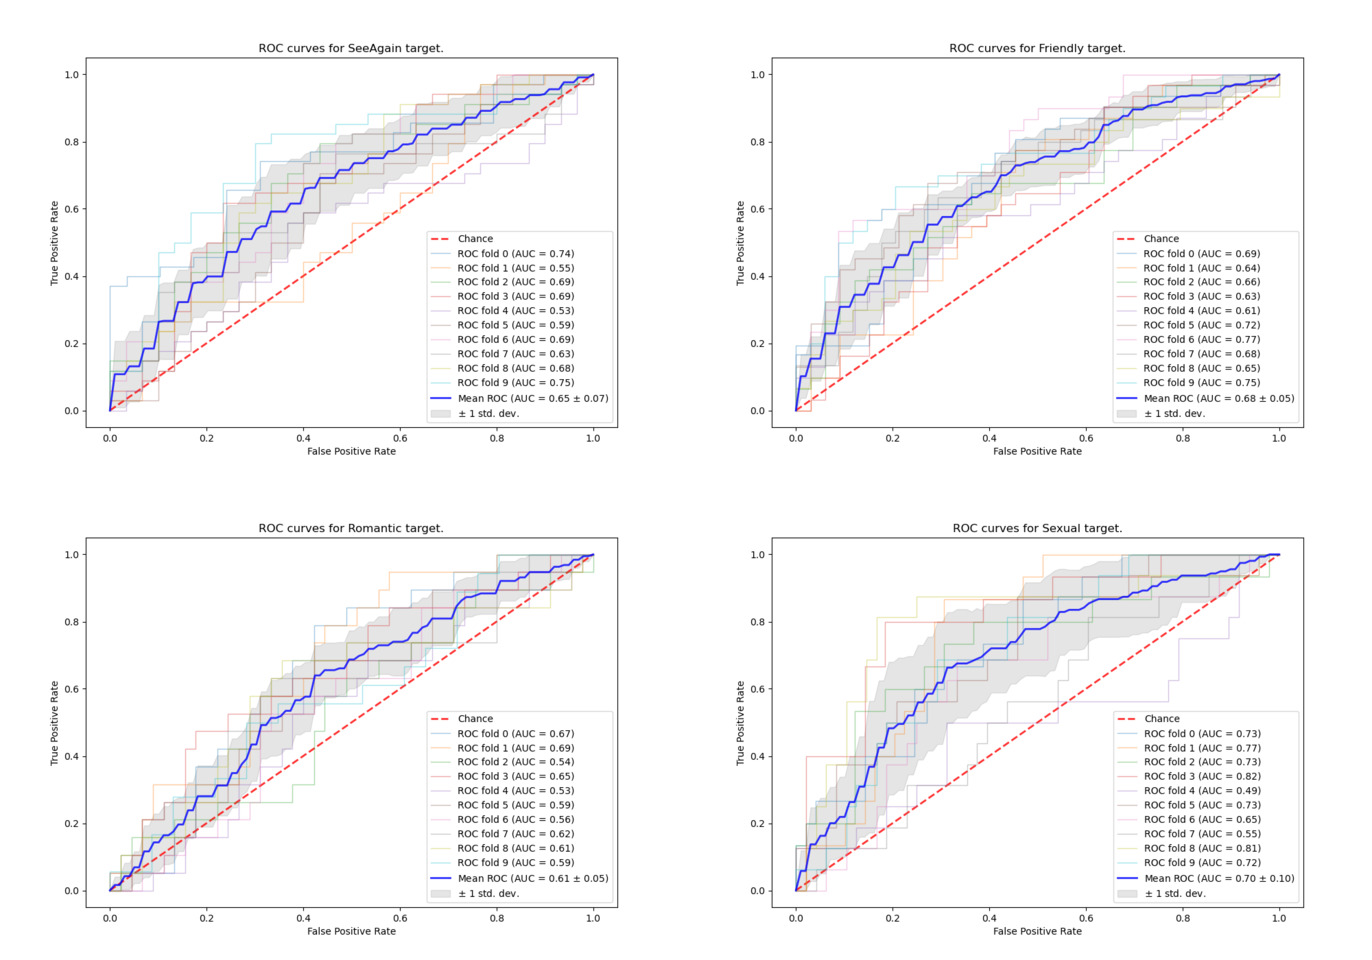 ROC curves for SeeAgain target.
1.0
0.8
0.6
0.4
0.2
0.0
True Positive Rate
Chance
ROC fold 0 (AUC = 0.74)
ROC fold 1 (AUC = 0.55)
ROC fold 2 (AUC = 0.69)
ROC fold 3 (AUC = 0.69)
ROC fold 4 (AUC = 0.53)
ROC fold 5 (AUC = 0.59)
ROC fold 6 (AUC = 0.69)
ROC fold 7 (AUC = 0.63)
ROC fold 8 (AUC = 0.68)
ROC fold 9 (AUC = 0.75)
Mean ROC (AUC = 0.65 ± 0.07)
± 1 std. dev.
0.0 0.2 0.4 0.6 0.8 1.0
False Positive Rate
ROC curves for Friendly target.
1.0
0.8
0.6
0.4
0.2
0.0
True Positive Rate
Chance
ROC fold 0 (AUC = 0.69)
ROC fold 1 (AUC = 0.64)
ROC fold 2 (AUC = 0.66)
ROC fold 3 (AUC = 0.63)
ROC fold 4 (AUC = 0.61)
ROC fold 5 (AUC = 0.72)
ROC fold 6 (AUC = 0.77)
ROC fold 7 (AUC = 0.68)
ROC fold 8 (AUC = 0.65)
ROC fold 9 (AUC = 0.75)
Mean ROC (AUC = 0.68 ± 0.05)
± 1 std. dev.
0.0 0.2 0.4 0.6 0.8 1.0
False Positive Rate
ROC curves for Romantic target.
1.0
0.8
0.6
0.4
0.2
0.0
True Positive Rate
Chance
ROC fold 0 (AUC = 0.67)
ROC fold 1 (AUC = 0.69)
ROC fold 2 (AUC = 0.54)
ROC fold 3 (AUC = 0.65)
ROC fold 4 (AUC = 0.53)
ROC fold 5 (AUC = 0.59)
ROC fold 6 (AUC = 0.56)
ROC fold 7 (AUC = 0.62)
ROC fold 8 (AUC = 0.61)
ROC fold 9 (AUC = 0.59)
Mean ROC (AUC = 0.61 ± 0.05)
± 1 std. dev.
0.0 0.2 0.4 0.6 0.8 1.0
False Positive Rate
ROC curves for Sexual target.
1.0
0.8
0.6
0.4
0.2
0.0
True Positive Rate
Chance
ROC fold 0 (AUC = 0.73)
ROC fold 1 (AUC = 0.77)
ROC fold 2 (AUC = 0.73)
ROC fold 3 (AUC = 0.82)
ROC fold 4 (AUC = 0.49)
ROC fold 5 (AUC = 0.73)
ROC fold 6 (AUC = 0.65)
ROC fold 7 (AUC = 0.55)
ROC fold 8 (AUC = 0.81)
ROC fold 9 (AUC = 0.72)
Mean ROC (AUC = 0.70 ± 0.10)
± 1 std. dev.
0.0 0.2 0.4 0.6 0.8 1.0
False Positive Rate